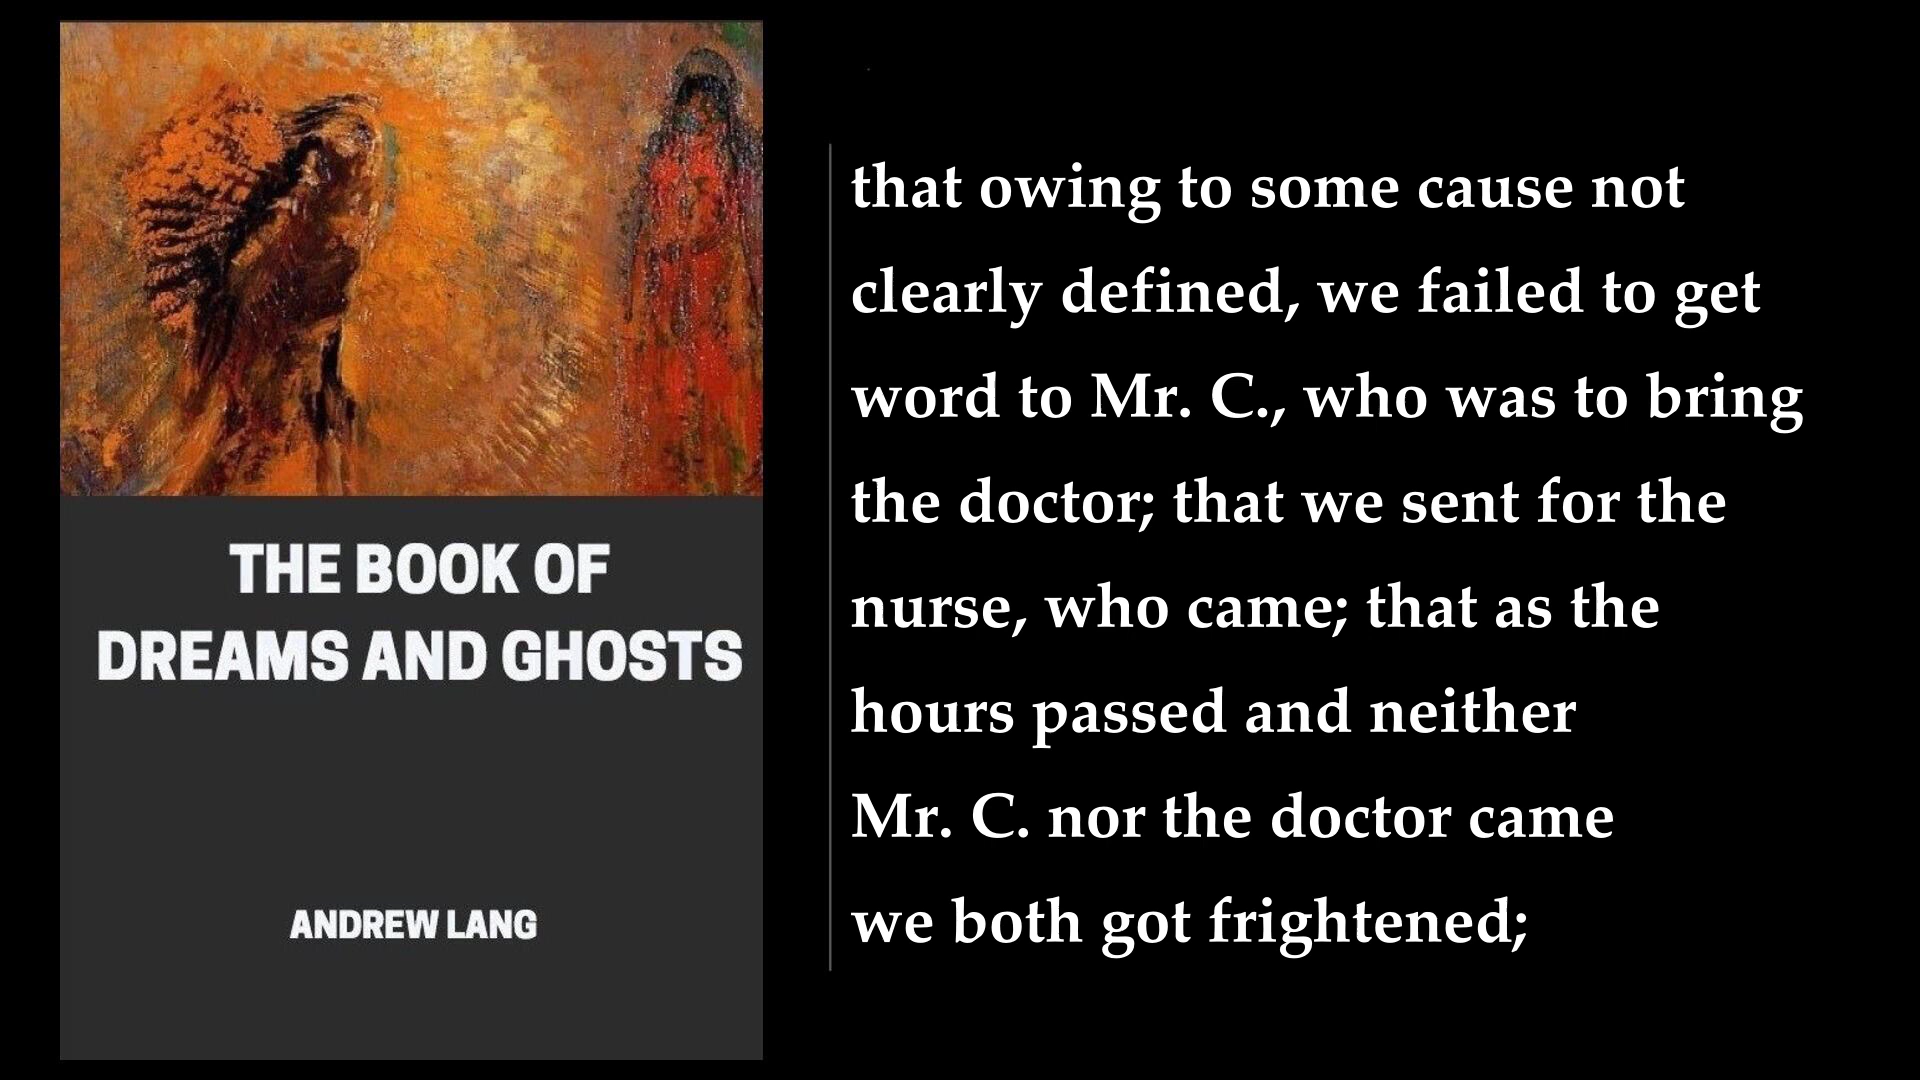 THE BOOK OF
DREAMS AND GHOSTS
ANDREW LANG
that owing to some cause not
clearly defined, we failed to get
word to Mr. C., who was to bring
the doctor; that we sent for the
nurse, who came; that as the
hours passed and neither
Mr. C. nor the doctor came
we both got frightened;